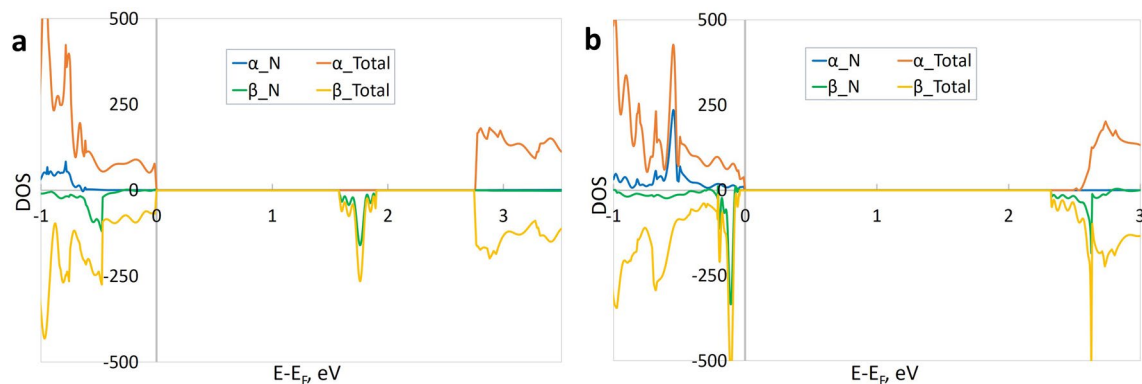 a
500
α_N α_Total
β_N β_Total
250
DOS
0
-1 0 1 2 3
-250
-500
E-E_F, eV
b
500
α_N α_Total
β_N β_Total
250
DOS
0
-1 0 1 2 3
-250
-500
E-E_F, eV